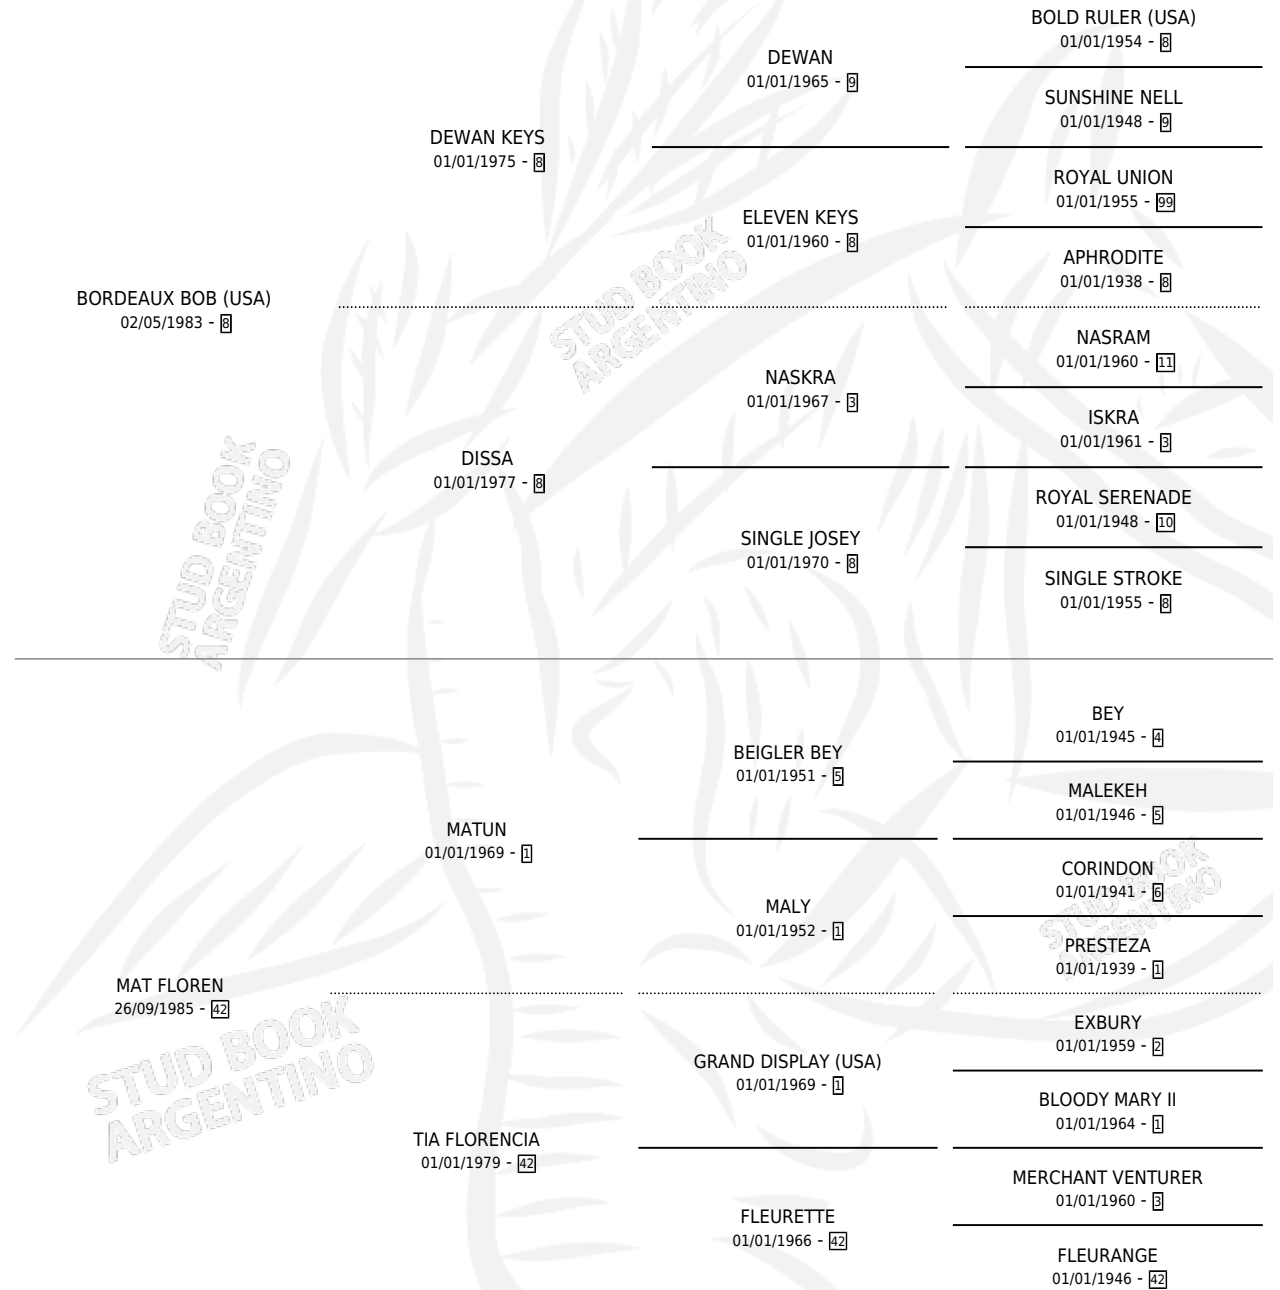 BOLD RULER (USA)
01/01/1954 - 8
DEWAN
01/01/1965 - 9
SUNSHINE NELL
01/01/1948 - 9
DEWAN KEYS
01/01/1975 - 8
ROYAL UNION
01/01/1955 - 99
ELEVEN KEYS
01/01/1960 - 8
APHRODITE
01/01/1938 - 8
BORDEAUX BOB (USA)
02/05/1983 - 8
NASRAM
01/01/1960 - 11
NASKRA
01/01/1967 - 3
ISKRA
01/01/1961 - 3
DISSA
01/01/1977 - 8
ROYAL SERENADE
01/01/1948 - 10
SINGLE JOSEY
01/01/1970 - 8
SINGLE STROKE
01/01/1955 - 8
BEY
01/01/1945 - 4
BEIGLER BEY
01/01/1951 - 5
MALEKEH
01/01/1946 - 5
MATUN
01/01/1969 - 1
CORINDON
01/01/1941 - 6
MALY
01/01/1952 - 1
PRESTEZA
01/01/1939 - 1
MAT FLOREN
26/09/1985 - 42
EXBURY
01/01/1959 - 2
GRAND DISPLAY (USA)
01/01/1969 - 1
BLOODY MARY II
01/01/1964 - 1
TIA FLORENCIA
01/01/1979 - 42
MERCHANT VENTURER
01/01/1960 - 3
FLEURETTE
01/01/1966 - 42
FLEURANGE
01/01/1946 - 42
STUD BOOK
ARGENTINO
STUD BOOK
ARGENTINO
STUD BOOK
ARGENTINO
STUD BOOK
ARGENTINO